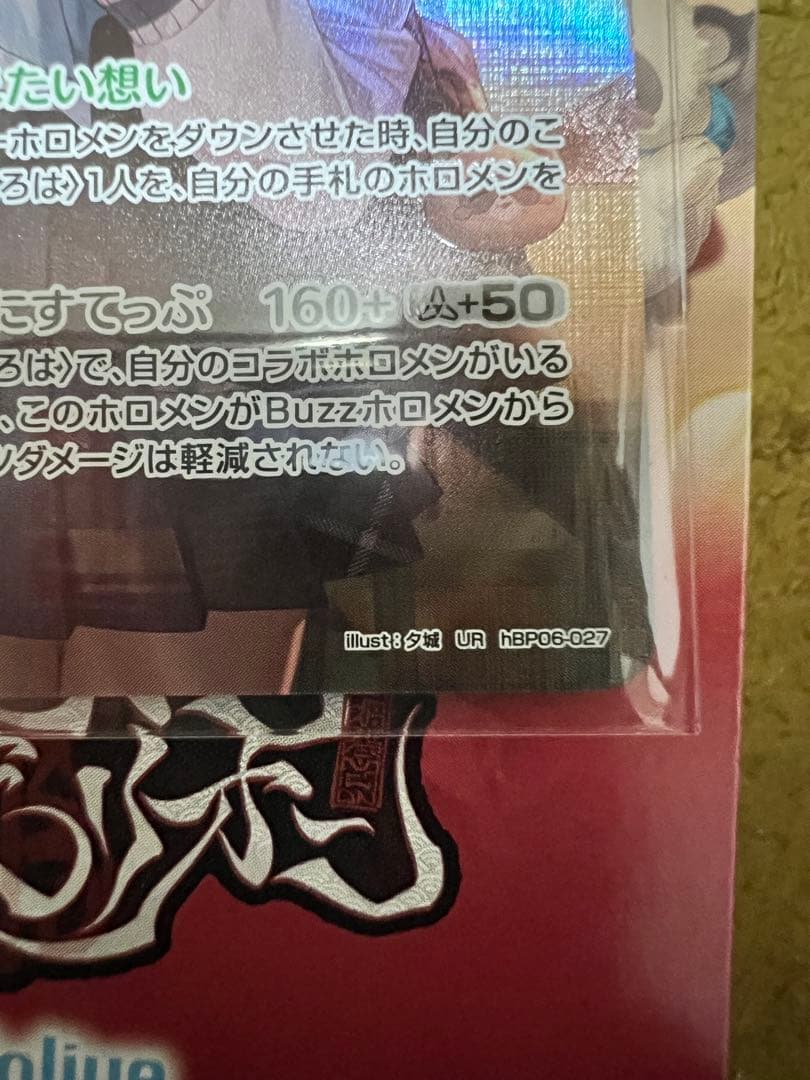 たい想い
ーホロメンをダウンさせた時、自分のこ
ろは〉1人を、自分の手札のホロメンを
こすてっぷ 160+ +50
ろは〉で、自分のコラボホロメンがいる
、このホロメンがBuzzホロメンから
ダメージは軽減されない。
illust:夕城 UR hBP06-027
olive